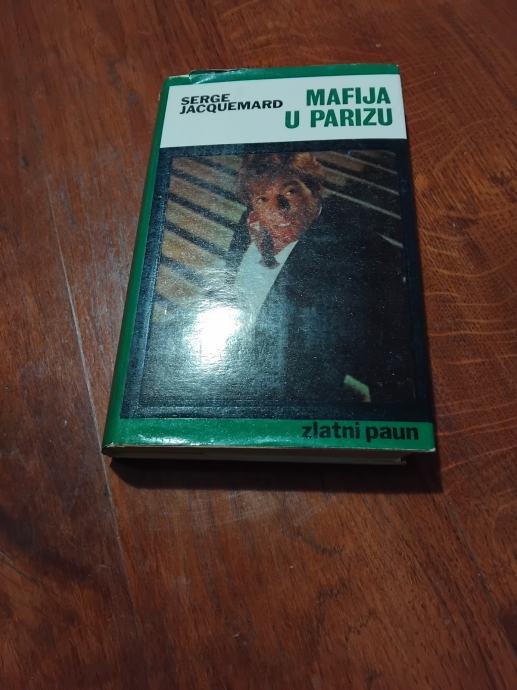 SERGE
JACQUEMARD
MAFIJA
U PARIZU
zlatni paun